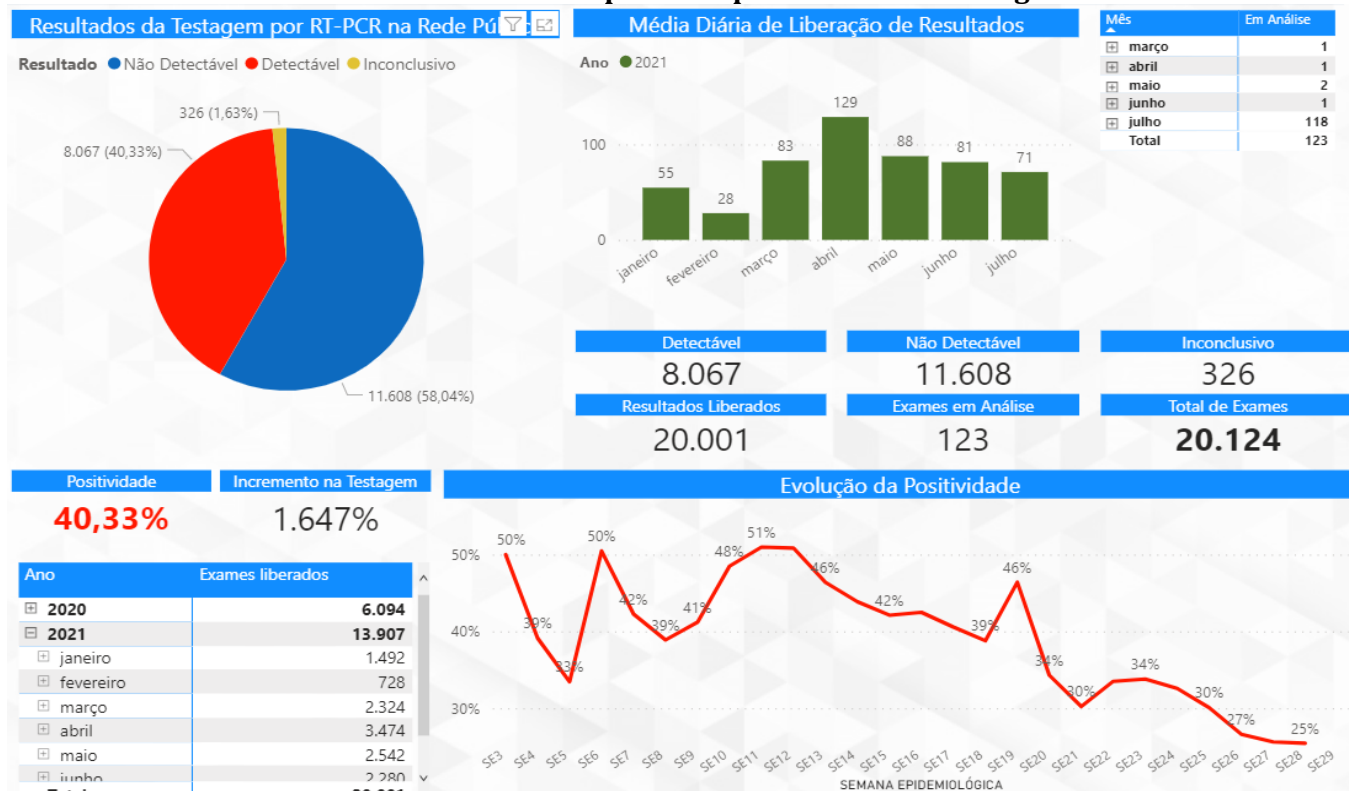 Resultados da Testagem por RT-PCR na Rede
Resultado Não Detectável Detectável Inconclusivo
326 (1,63%)
8.067 (40,33%)
11.608 (58,04%)
Média Diária de Liberação de Resultados
Ano 2021
100
0
55
28
83
129
88
81
71
janeiro
fevereiro
março
abril
maio
junho
julho
Mês Em Análise
março 1
abril 1
maio 2
junho 1
julho 118
Total 123
Detectável
8.067
Não Detectável
11.608
Inconclusivo
326
Resultados Liberados
20.001
Exames em Análise
123
Total de Exames
20.124
Positividade
40,33%
Incremento na Testagem
1.647%
Ano Exames liberados
2020 6.094
2021 13.907
janeiro 1.492
fevereiro 728
março 2.324
abril 3.474
maio 2.542
junho 2.280
Evolução da Positividade
50%
40%
30%
50%
39%
33%
50%
42%
39%
41%
48%
51%
46%
42%
39%
46%
34%
30%
34%
30%
27%
25%
SE3 SE4 SE5 SE6 SE7 SE8 SE9 SE10 SE11 SE12 SE13 SE14 SE15 SE16 SE17 SE18 SE19 SE20 SE21 SE22 SE23 SE24 SE25 SE26 SE27 SE28 SE29
SEMANA EPIDEMIOLÓGICA